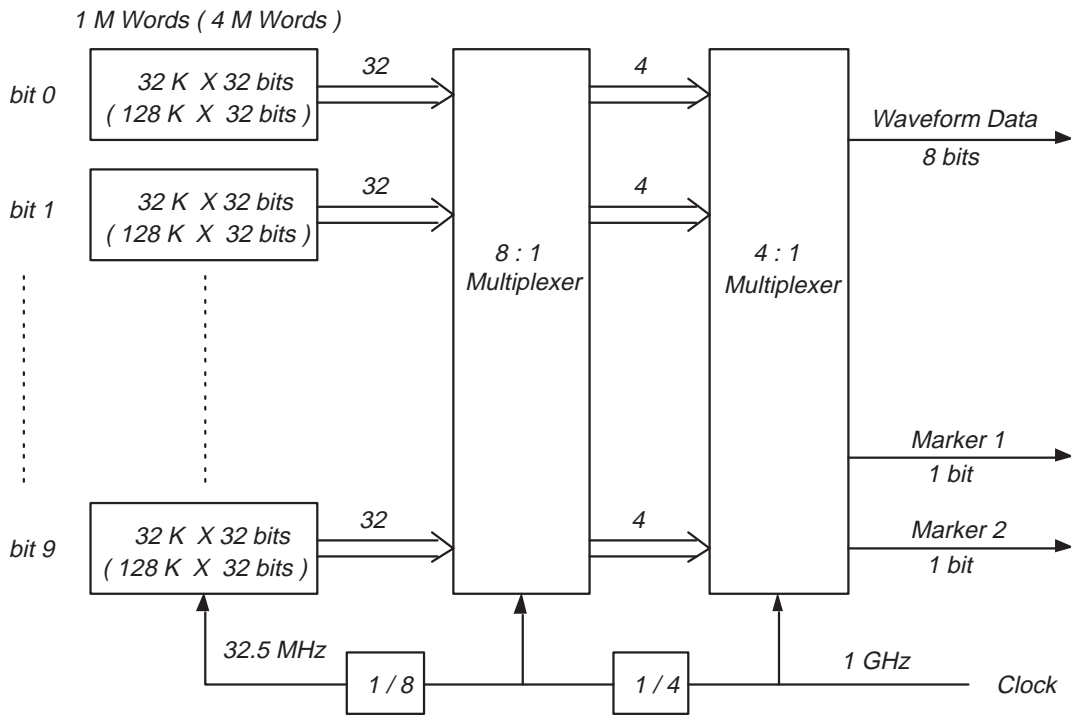 1 M Words ( 4 M Words )
bit 0
32 K X 32 bits
( 128 K X 32 bits )
32
4
Waveform Data
8 bits
bit 1
32 K X 32 bits
( 128 K X 32 bits )
32
4
8 : 1
Multiplexer
4 : 1
Multiplexer
Marker 1
1 bit
bit 9
32 K X 32 bits
( 128 K X 32 bits )
32
4
Marker 2
1 bit
32.5 MHz
1 / 8
1 / 4
1 GHz
Clock